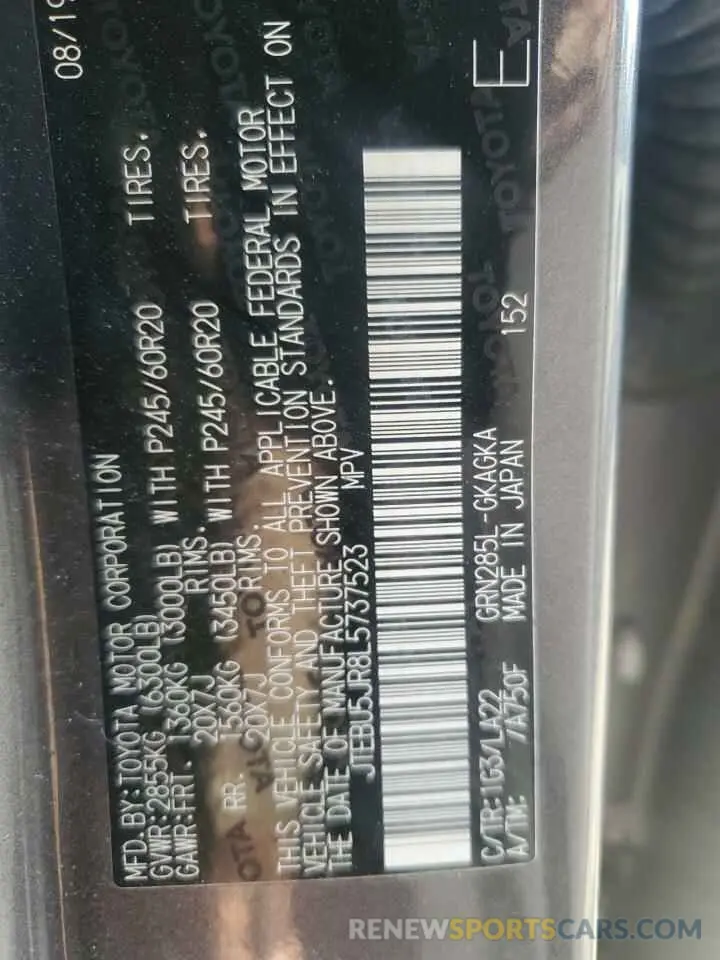 MFD.BY:TOYOTA MOTOR CORPORATION 08/19
GVWR:2855KG (6300LB)
GAWR:FRT. 1360KG (3000LB) WITH P245/60R20 TIRES.
20X7J RIMS.
RR. 1560KG (3450LB) WITH P245/60R20 TIRES.
20X7J RIMS.
THIS VEHICLE CONFORMS TO ALL APPLICABLE FEDERAL MOTOR
VEHICLE SAFETY AND THEFT PREVENTION STANDARDS IN EFFECT ON
THE DATE OF MANUFACTURE SHOWN ABOVE.
JTEBU5JR8L5737523 MPV
C/TR:1G3/LA22 GRN285L-GKAGKA
A/TM: /A750F MADE IN JAPAN 152 E
RENEWSPORTSCARS.COM